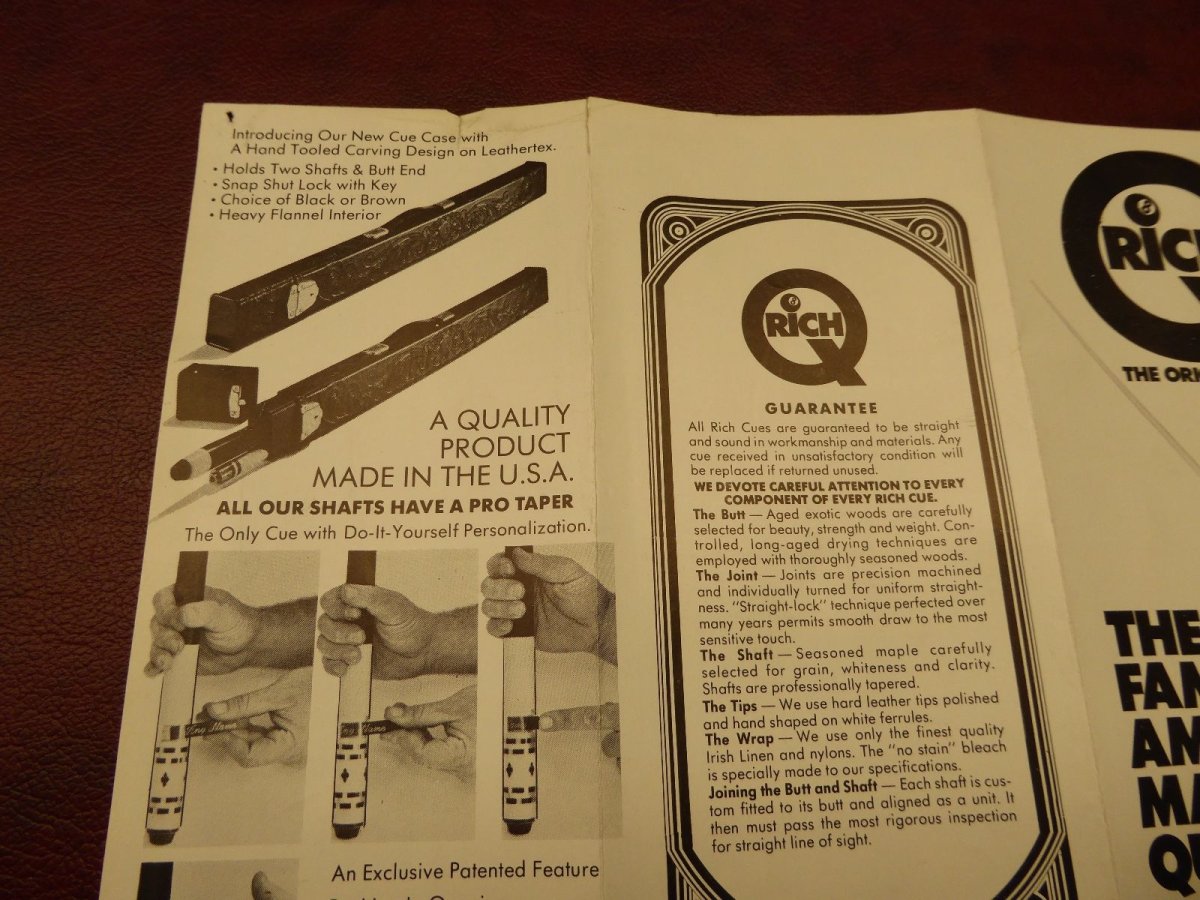 Introducing Our New Cue Case with
A Hand Tooled Carving Design on Leathertex.
• Holds Two Shafts & Butt End
• Snap Shut Lock with Key
• Choice of Black or Brown
• Heavy Flannel Interior
A QUALITY
PRODUCT
MADE IN THE U.S.A.
ALL OUR SHAFTS HAVE A PRO TAPER
The Only Cue with Do-It-Yourself Personalization.
An Exclusive Patented Feature
RICH
Q
GUARANTEE
All Rich Cues are guaranteed to be straight
and sound in workmanship and materials. Any
cue received in unsatisfactory condition will
be replaced if returned unused.
WE DEVOTE CAREFUL ATTENTION TO EVERY
COMPONENT OF EVERY RICH CUE.
The Butt — Aged exotic woods are carefully
selected for beauty, strength and weight. Con-
trolled, long-aged drying techniques are
employed with thoroughly seasoned woods.
The Joint — Joints are precision machined
and individually turned for uniform straight-
ness. "Straight-lock" technique perfected over
many years permits smooth draw to the most
sensitive touch.
The Shaft — Seasoned maple carefully
selected for grain, whiteness and clarity.
Shafts are professionally tapered.
The Tips — We use hard leather tips polished
and hand shaped on white ferrules.
The Wrap — We use only the finest quality
Irish Linen and nylons. The "no stain" bleach
is specially made to our specifications.
Joining the Butt and Shaft — Each shaft is cus-
tom fitted to its butt and aligned as a unit. It
then must pass the most rigorous inspection
for straight line of sight.
RIC
THE ORI
THE
FA
AM
MA
QU